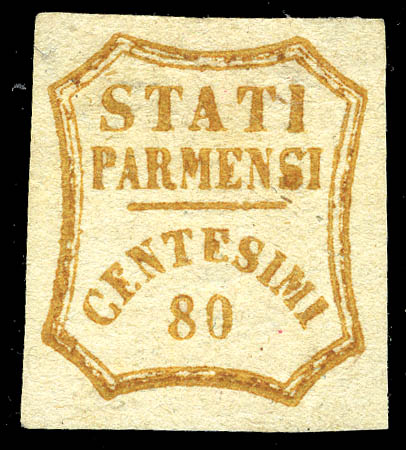 STATI
PARMENSI
CENTESIMI
80